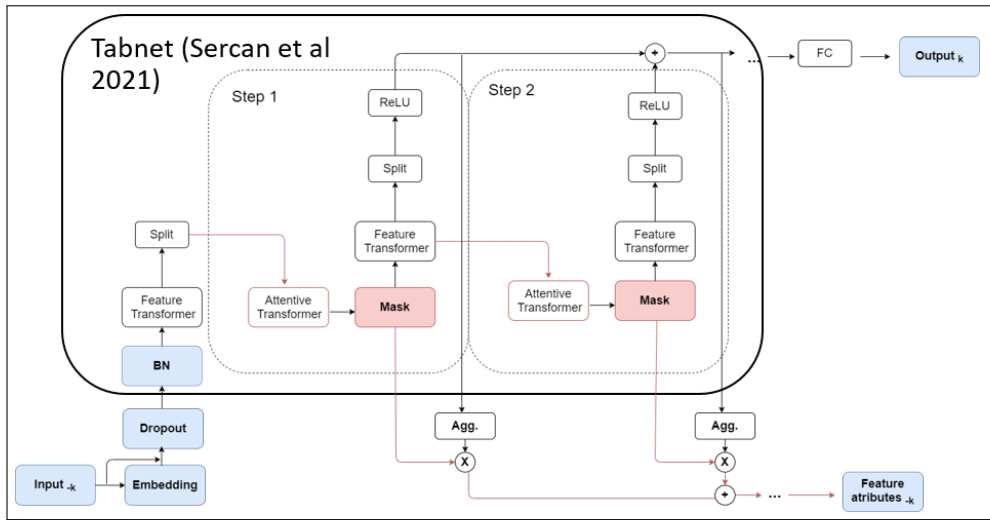 Tabnet (Sercan et al
2021)
Step 1
Step 2
ReLU
ReLU
+
...
FC
Output k
Split
Split
Split
Feature
Transformer
Feature
Transformer
Feature
Transformer
Attentive
Transformer
Mask
Attentive
Transformer
Mask
BN
Dropout
Input -k
Embedding
Agg.
Agg.
X
X
+
...
Feature
atributes -k